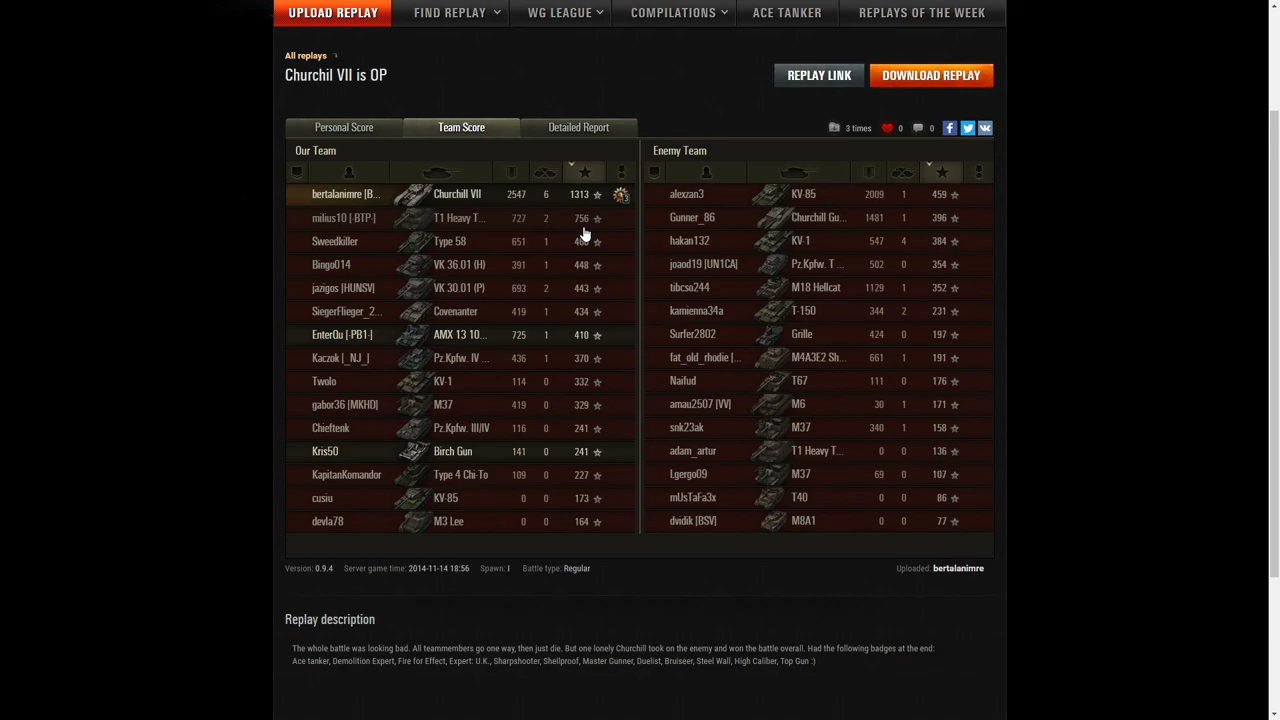 UPLOAD REPLAY FIND REPLAY WG LEAGUE COMPILATIONS ACE TANKER REPLAYS OF THE WEEK
All replays
Churchil VII is OP
REPLAY LINK DOWNLOAD REPLAY
Personal Score Team Score Detailed Report 3 times 0 0
Our Team Enemy Team
bertalanimre [B... Churchill VII 2547 6 1313 3 alexzan3 KV-85 2009 1 459
milius10 [-BTP-] T1 Heavy T... 727 2 756 Gunner_86 Churchill Gu... 1481 1 396
Sweedkiller Type 58 651 1 hakan132 KV-1 547 4 384
Bingo014 VK 36.01 (H) 391 1 448 joaod19 [UN1CA] Pz.Kpfw. T ... 502 0 354
jazigos [HUNSV] VK 30.01 (P) 693 2 443 tibcso244 M18 Hellcat 1129 1 352
SiegerFlieger_2... Covenanter 419 1 434 kamienna34a T-150 344 2 231
EnterQu [-PB1-] AMX 13 10... 725 1 410 Surfer2802 Grille 424 0 197
Kaczok [_NJ_] Pz.Kpfw. IV ... 436 1 370 fat_old_rhodie [... M4A3E2 Sh... 661 1 191
Twolo KV-1 114 0 332 Naifud T67 111 0 176
gabor36 [MKHD] M37 419 0 329 amau2507 [VV] M6 30 1 171
Chieftenk Pz.Kpfw. III/IV 116 0 241 snk23ak M37 340 1 158
Kris50 Birch Gun 141 0 241 adam_artur T1 Heavy T... 0 0 136
KapitanKomandor Type 4 Chi-To 109 0 227 Lgergo09 M37 69 0 107
cusiu KV-85 0 0 173 mUsTaFa3x T40 0 0 86
devla78 M3 Lee 0 0 164 dvidik [BSV] M8A1 0 0 77
Version: 0.9.4 Server game time: 2014-11-14 18:56 Spawn: I Battle type: Regular Uploaded: bertalanimre
Replay description
The whole battle was looking bad. All teammembers go one way, then just die. But one lonely Churchill took on the enemy and won the battle overall. Had the following badges at the end:
Ace tanker, Demolition Expert, Fire for Effect, Expert: U.K., Sharpshooter, Shellproof, Master Gunner, Duelist, Bruiseer, Steel Wall, High Caliber, Top Gun :)